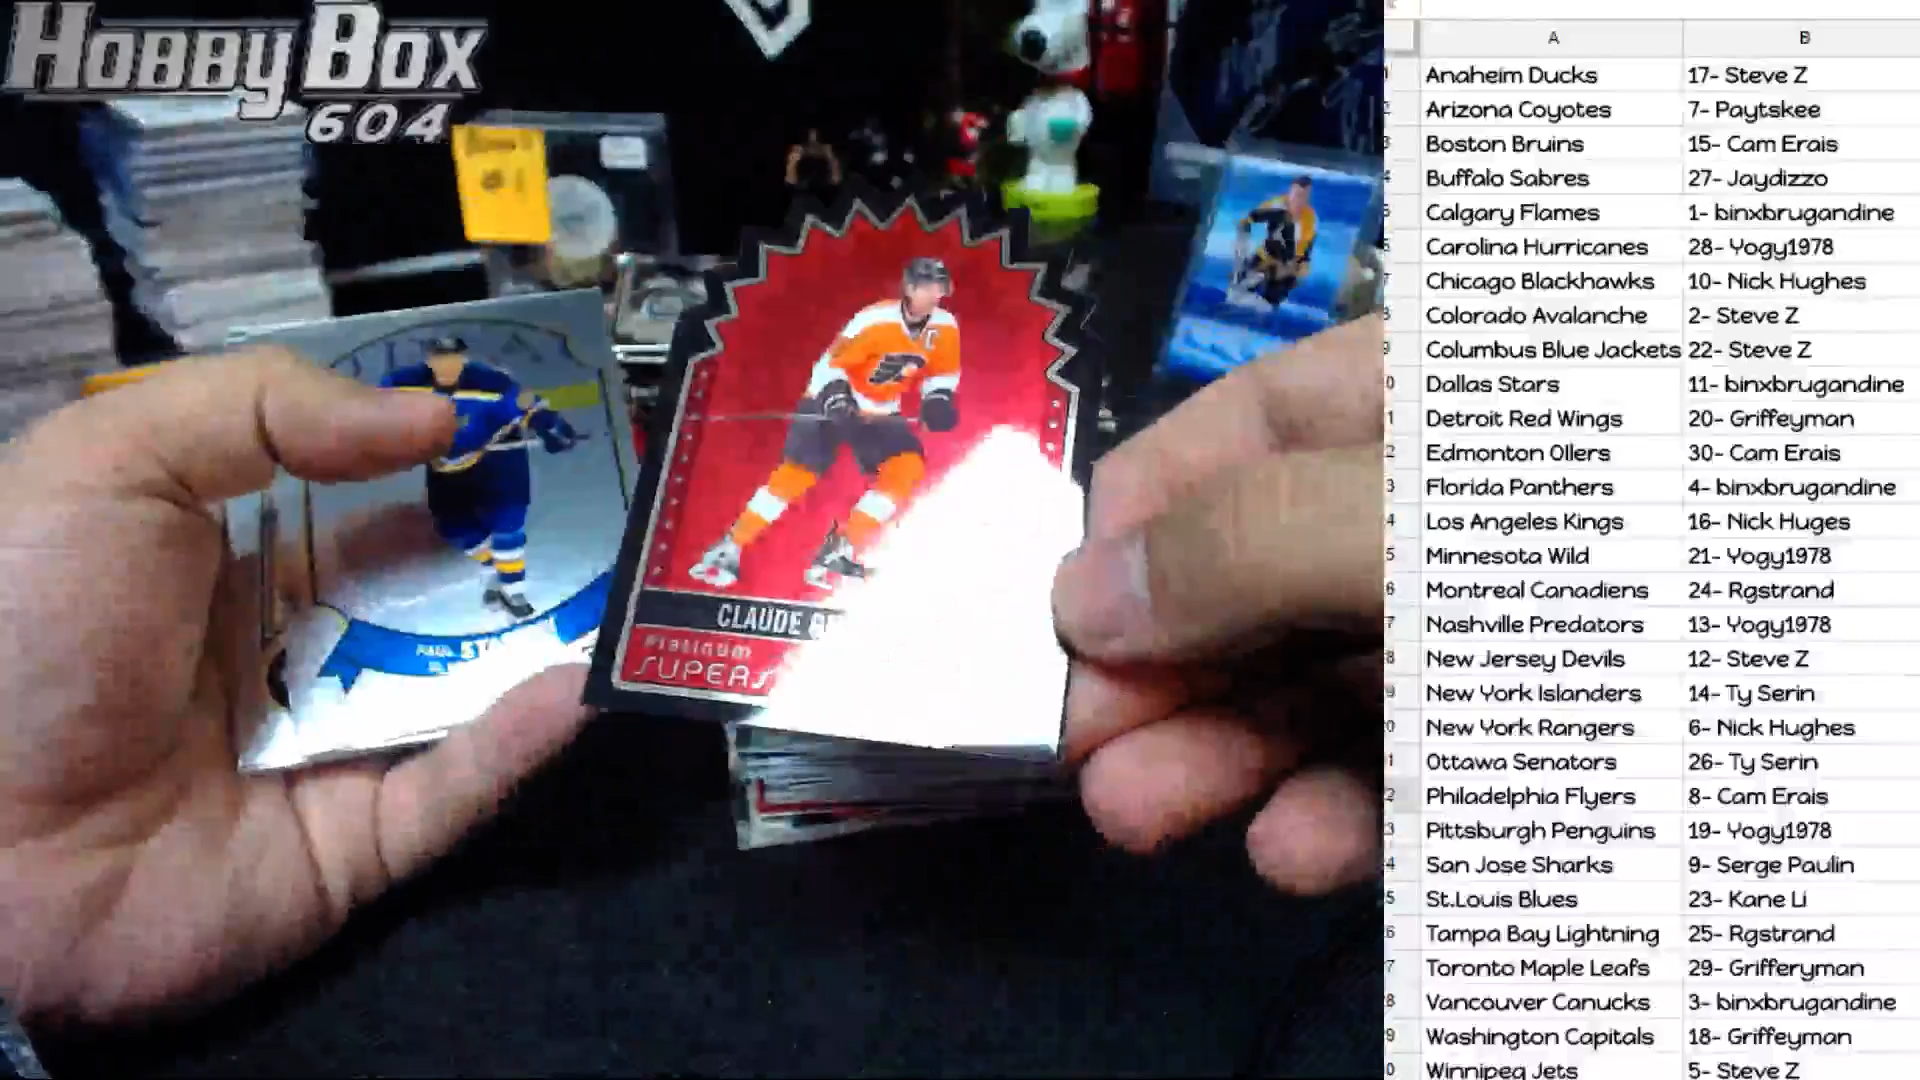 HOBBY BOX
604
CLAUDE
Platinum
SUPERS
PAUL
A B
Anaheim Ducks 17- Steve Z
Arizona Coyotes 7- Paytskee
Boston Bruins 15- Cam Erais
Buffalo Sabres 27- Jaydizzo
Calgary Flames 1- binxbrugandine
Carolina Hurricanes 28- Yogy1978
Chicago Blackhawks 10- Nick Hughes
Colorado Avalanche 2- Steve Z
Columbus Blue Jackets 22- Steve Z
Dallas Stars 11- binxbrugandine
Detroit Red Wings 20- Griffeyman
Edmonton Ollers 30- Cam Erais
Florida Panthers 4- binxbrugandine
Los Angeles Kings 16- Nick Huges
Minnesota Wild 21- Yogy1978
Montreal Canadiens 24- Rgstrand
Nashville Predators 13- Yogy1978
New Jersey Devils 12- Steve Z
New York Islanders 14- Ty Serin
New York Rangers 6- Nick Hughes
Ottawa Senators 26- Ty Serin
Philadelphia Flyers 8- Cam Erais
Pittsburgh Penguins 19- Yogy1978
San Jose Sharks 9- Serge Paulin
St.Louis Blues 23- Kane Li
Tampa Bay Lightning 25- Rgstrand
Toronto Maple Leafs 29- Grifferyman
Vancouver Canucks 3- binxbrugandine
Washington Capitals 18- Griffeyman
Winnipeg Jets 5- Steve Z